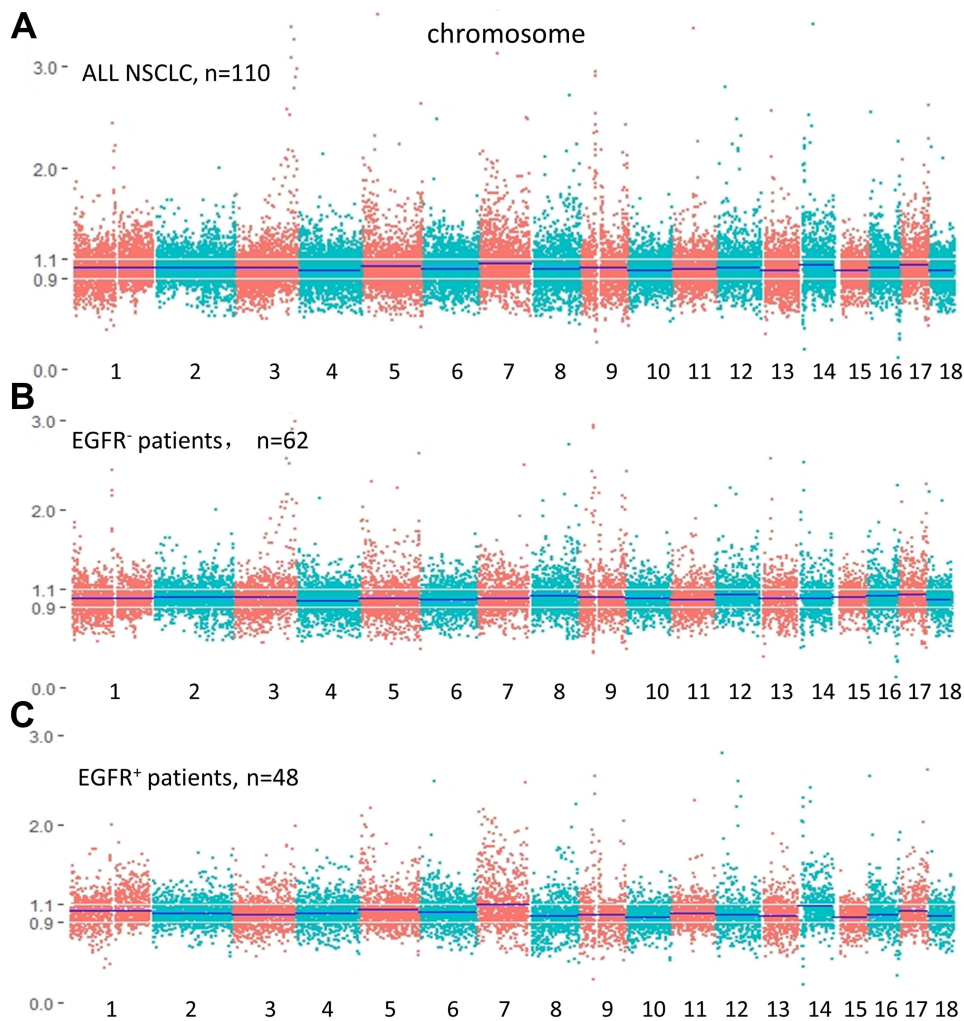 A
chromosome
ALL NSCLC, n=110
3.0
2.0
1.1
0.9
0.0
1 2 3 4 5 6 7 8 9 10 11 12 13 14 15 16 17 18
B
EGFR- patients， n=62
3.0
2.0
1.1
0.9
0.0
1 2 3 4 5 6 7 8 9 10 11 12 13 14 15 16 17 18
C
EGFR+ patients, n=48
3.0
2.0
1.1
0.9
0.0
1 2 3 4 5 6 7 8 9 10 11 12 13 14 15 16 17 18